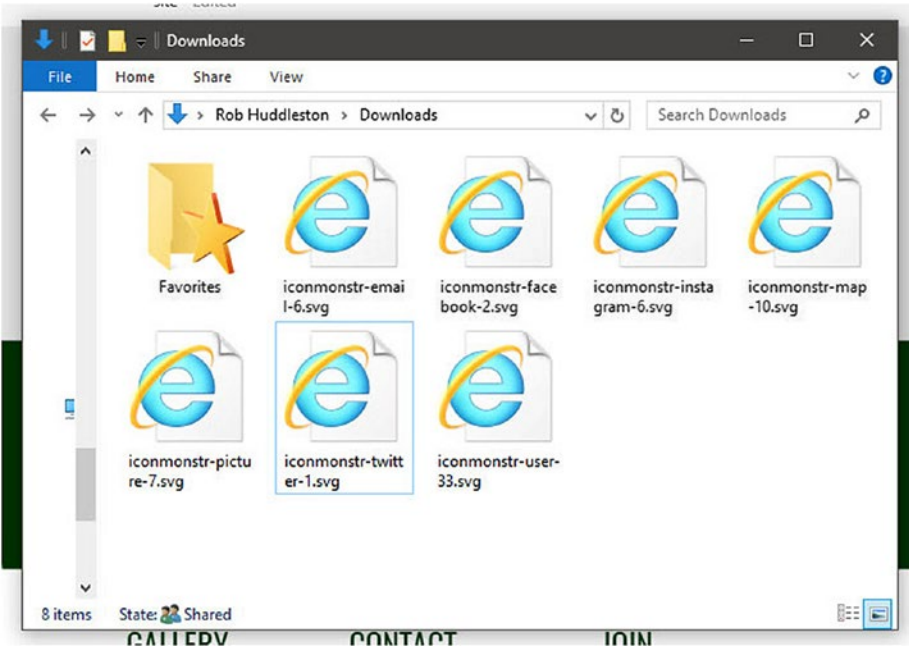 site Edited
Downloads
File Home Share View
Rob Huddleston > Downloads
Search Downloads
Favorites
iconmonstr-emai
l-6.svg
iconmonstr-face
book-2.svg
iconmonstr-insta
gram-6.svg
iconmonstr-map
-10.svg
iconmonstr-pictu
re-7.svg
iconmonstr-twitt
er-1.svg
iconmonstr-user-
33.svg
8 items State: Shared
GALLERY CONTACT JOIN